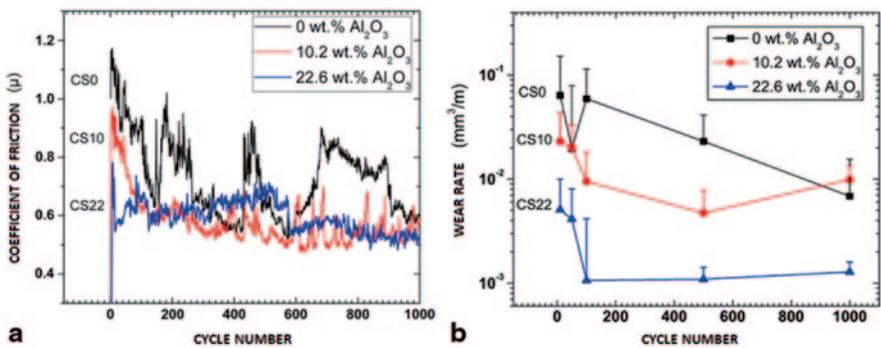 1.2
1.0
0.8
0.6
0.4
COEFFICIENT OF FRICTION (μ)
CS0
CS10
CS22
0 wt.% Al₂O₃
10.2 wt.% Al₂O₃
22.6 wt.% Al₂O₃
0 200 400 600 800 1000
CYCLE NUMBER
a
10⁻¹
10⁻²
10⁻³
WEAR RATE (mm³/m)
CS0
CS10
CS22
0 wt.% Al₂O₃
10.2 wt.% Al₂O₃
22.6 wt.% Al₂O₃
0 200 400 600 800 1000
CYCLE NUMBER
b